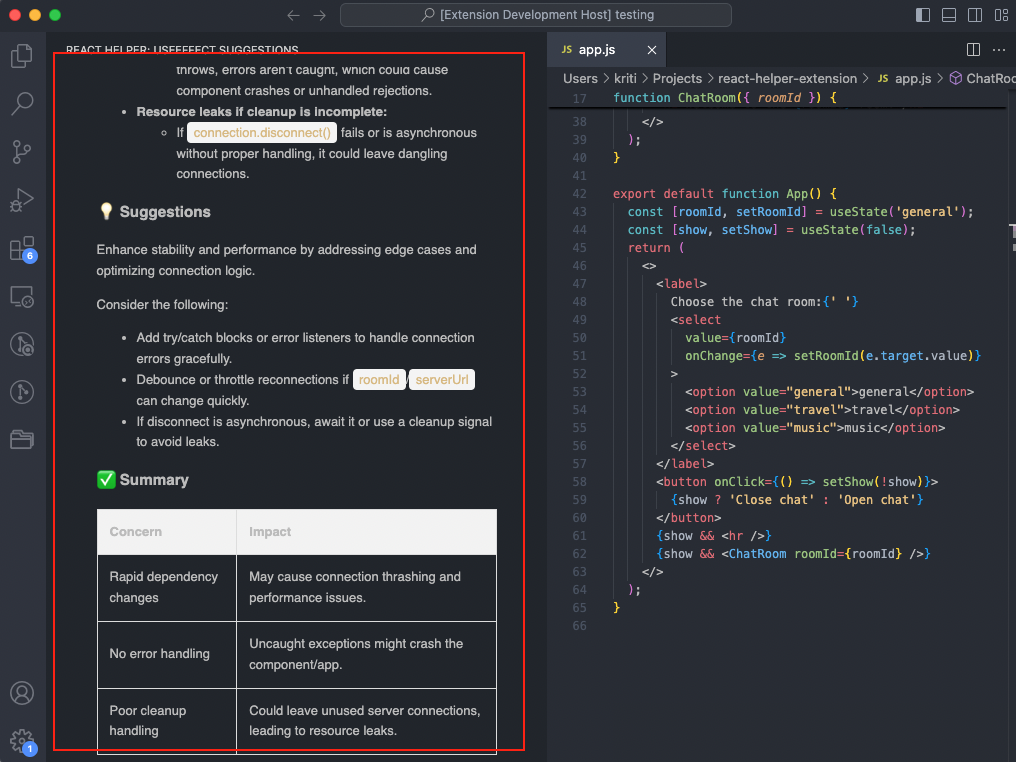 [Extension Development Host] testing
REACT HELPER: USEEFFECT SUGGESTIONS
throws, errors aren't caught, which could cause
component crashes or unhandled rejections.
Resource leaks if cleanup is incomplete:
If connection.disconnect() fails or is asynchronous
without proper handling, it could leave dangling
connections.
💡 Suggestions
Enhance stability and performance by addressing edge cases and
optimizing connection logic.
Consider the following:
Add try/catch blocks or error listeners to handle connection
errors gracefully.
Debounce or throttle reconnections if roomId/serverUrl
can change quickly.
If disconnect is asynchronous, await it or use a cleanup signal
to avoid leaks.
✅ Summary
Concern Impact
Rapid dependency changes May cause connection thrashing and performance issues.
No error handling Uncaught exceptions might crash the component/app.
Poor cleanup handling Could leave unused server connections, leading to resource leaks.
6
1
JS app.js
Users > kriti > Projects > react-helper-extension > JS app.js > ChatRoo
17 function ChatRoom({ roomId }) {
38 </>
39 );
40 }
41
42 export default function App() {
43 const [roomId, setRoomId] = useState('general');
44 const [show, setShow] = useState(false);
45 return (
46 <>
47 <label>
48 Choose the chat room:{' '}
49 <select
50 value={roomId}
51 onChange={e => setRoomId(e.target.value)}
52 >
53 <option value="general">general</option>
54 <option value="travel">travel</option>
55 <option value="music">music</option>
56 </select>
57 </label>
58 <button onClick={() => setShow(!show)}>
59 {show ? 'Close chat' : 'Open chat'}
60 </button>
61 {show && <hr />}
62 {show && <ChatRoom roomId={roomId} />}
63 </>
64 );
65 }
66